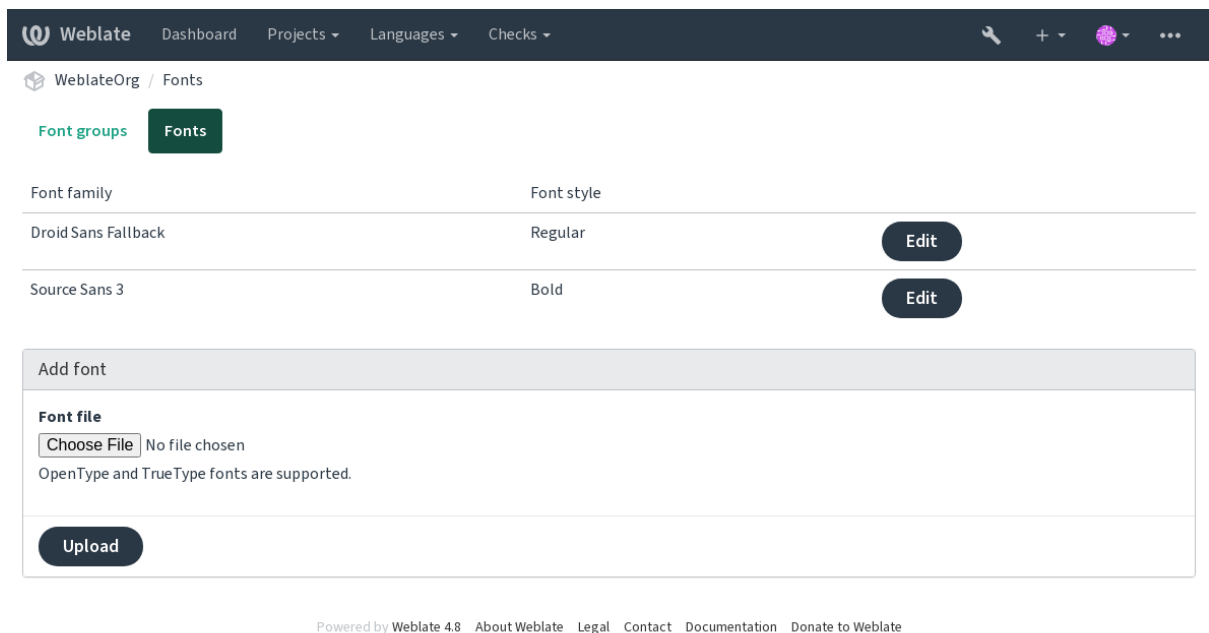 Weblate Dashboard Projects Languages Checks
WeblateOrg / Fonts
Font groups Fonts
Font family Font style
Droid Sans Fallback Regular Edit
Source Sans 3 Bold Edit
Add font
Font file
Choose File No file chosen
OpenType and TrueType fonts are supported.
Upload
Powered by Weblate 4.8 About Weblate Legal Contact Documentation Donate to Weblate